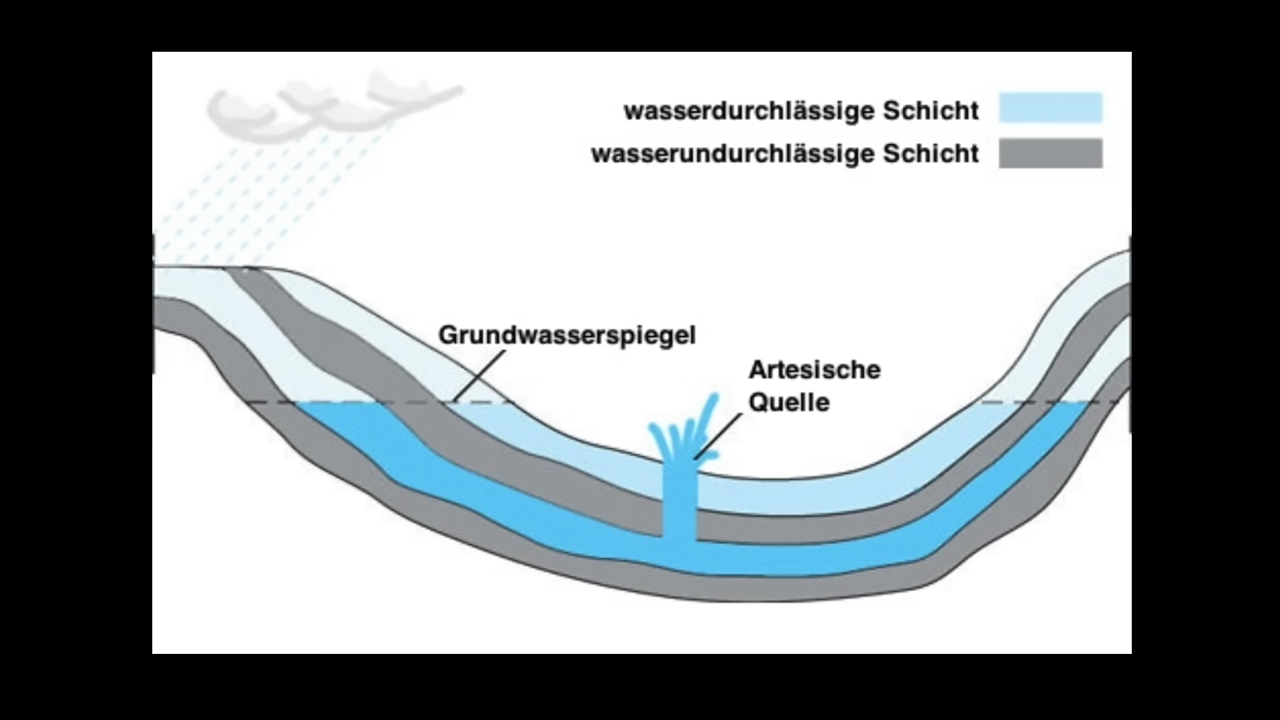 wasserdurchlässige Schicht
wasserundurchlässige Schicht
Grundwasserspiegel
Artesische
Quelle